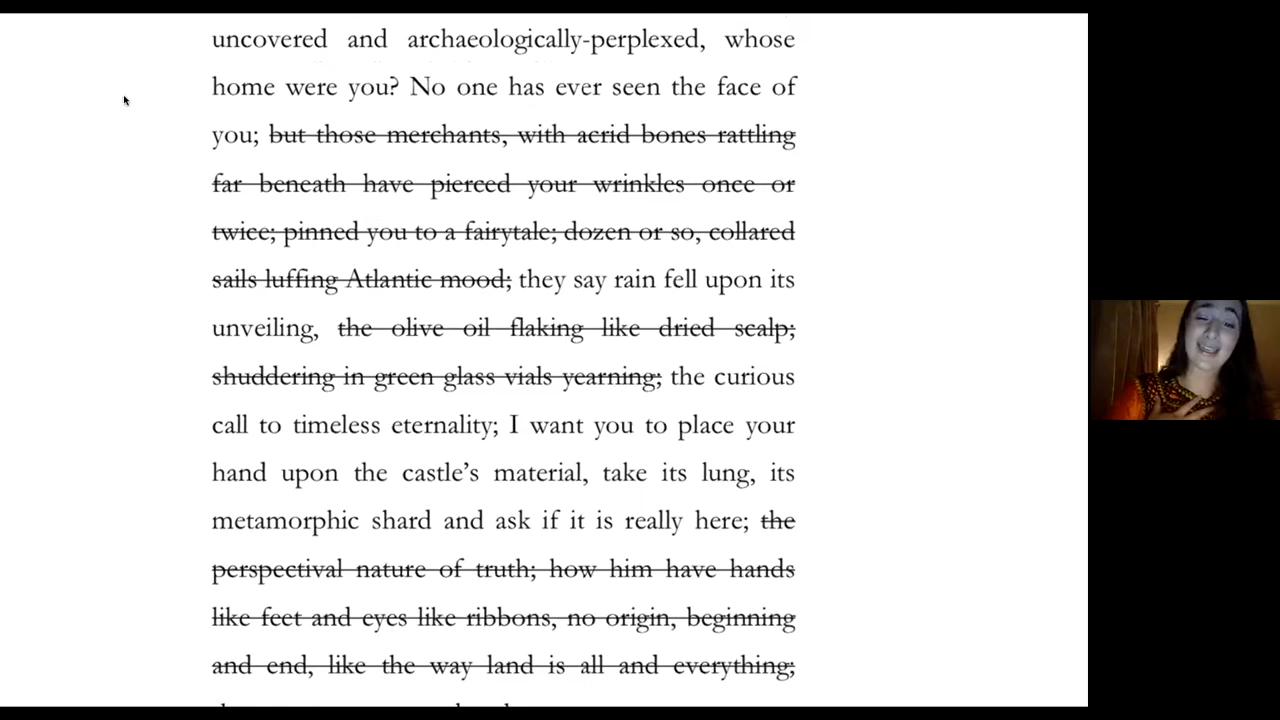 uncovered and archaeologically-perplexed, whose
home were you? No one has ever seen the face of
you; but those merchants, with acrid bones rattling
far beneath have pierced your wrinkles once or
twice; pinned you to a fairytale; dozen or so, collared
sails luffing Atlantic mood; they say rain fell upon its
unveiling, the olive oil flaking like dried scalp;
shuddering in green glass vials yearning; the curious
call to timeless eternality; I want you to place your
hand upon the castle's material, take its lung, its
metamorphic shard and ask if it is really here; the
perspectival nature of truth; how him have hands
like feet and eyes like ribbons, no origin, beginning
and end, like the way land is all and everything;